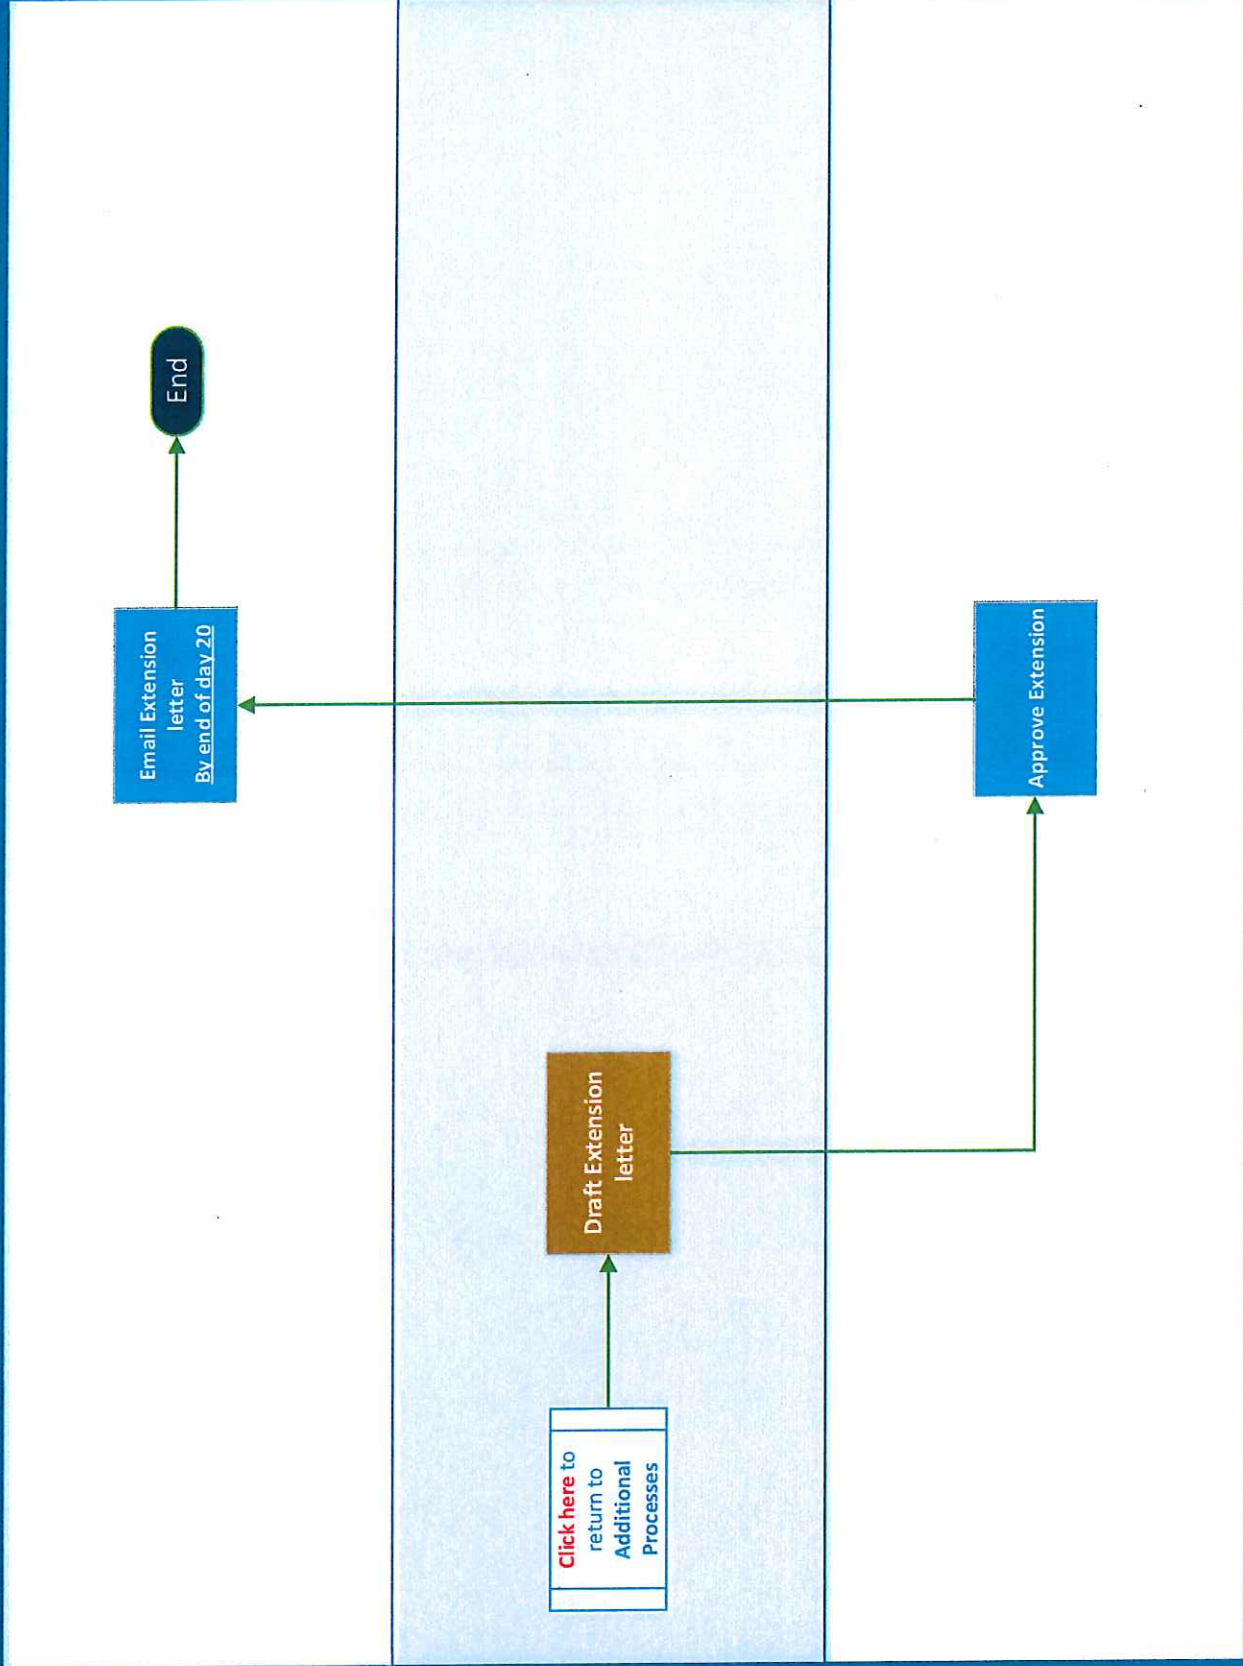 Click here to
return to
Additional
Processes
Draft Extension
letter
Approve Extension
Email Extension
letter
By end of day 20
End